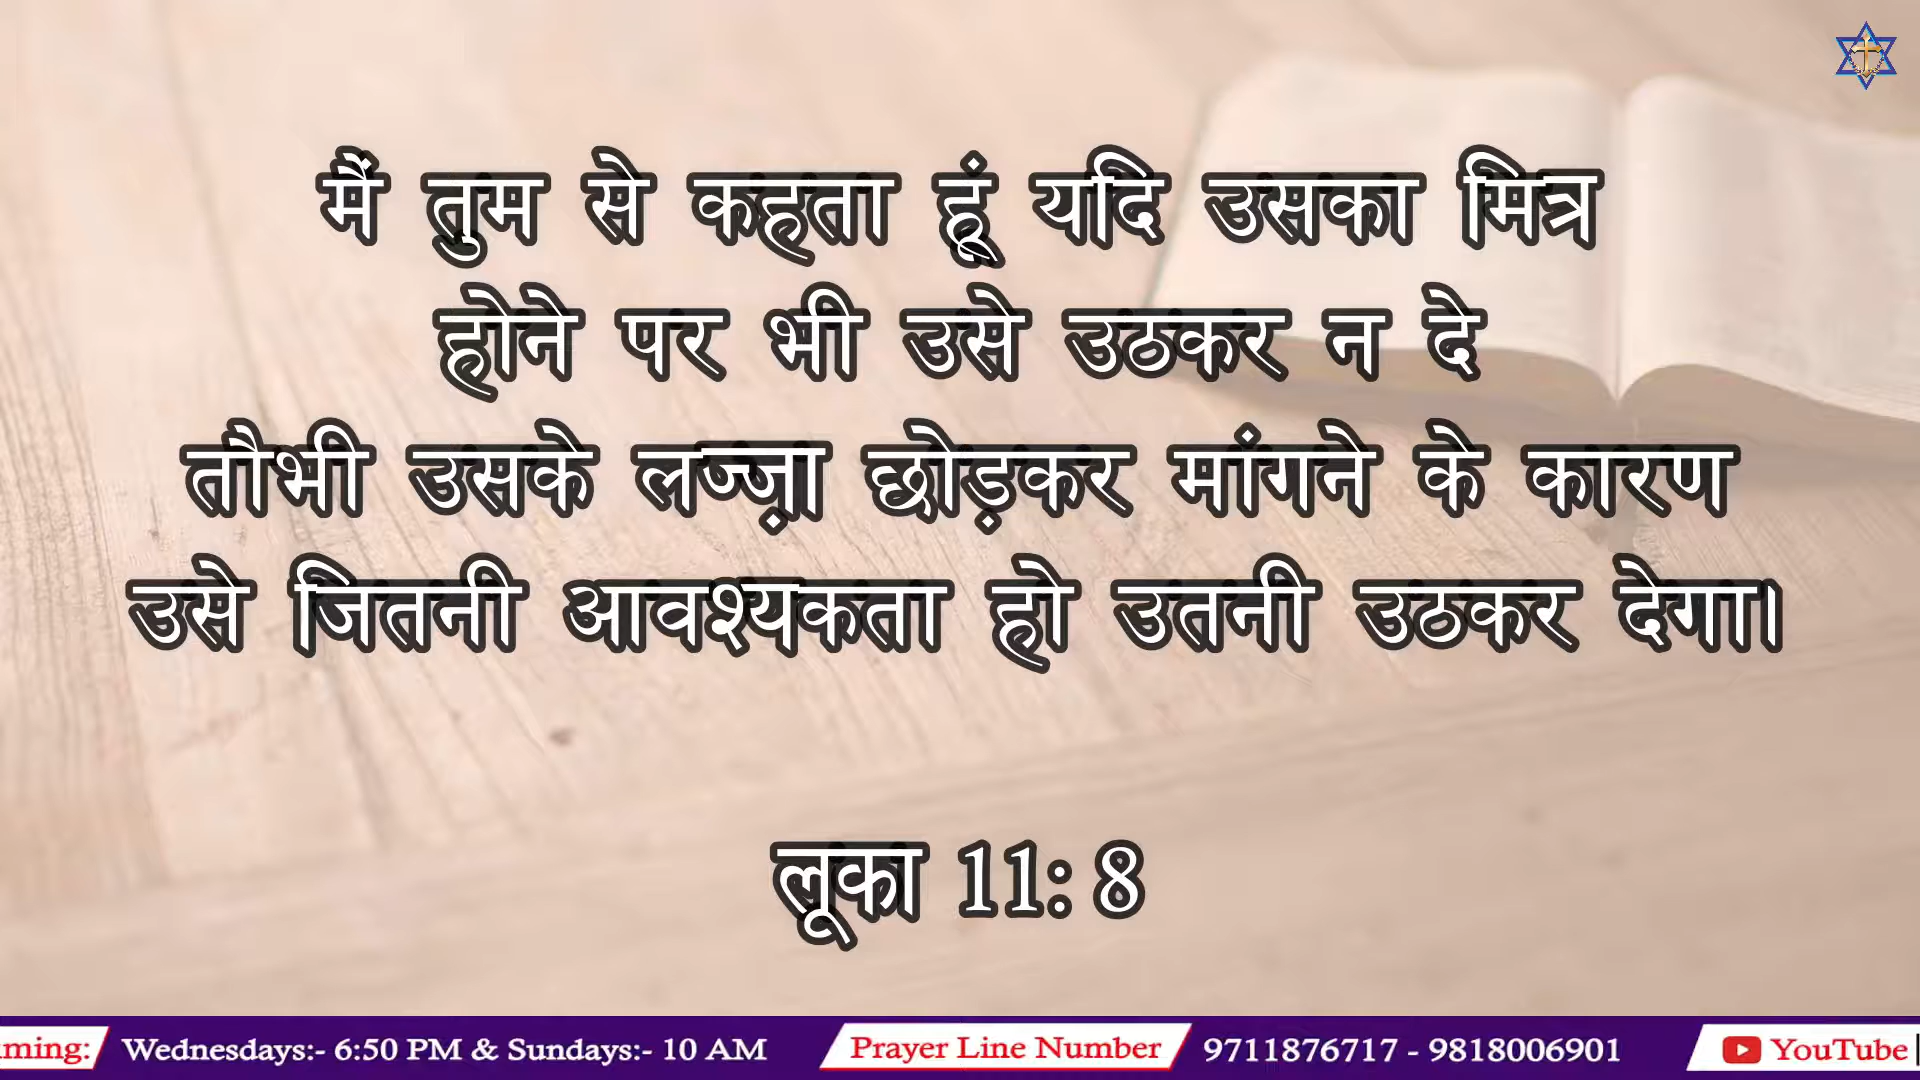 मैं तुम से कहता हूं यदि उसका मित्र
होने पर भी उसे उठकर न दे
तौभी उसके लज्ज़ा छोड़कर मांगने के कारण
उसे जितनी आवश्यकता हो उतनी उठकर देगा।
लूका 11: 8
ming: Wednesdays:- 6:50 PM & Sundays:- 10 AM Prayer Line Number 9711876717 - 9818006901 YouTube |